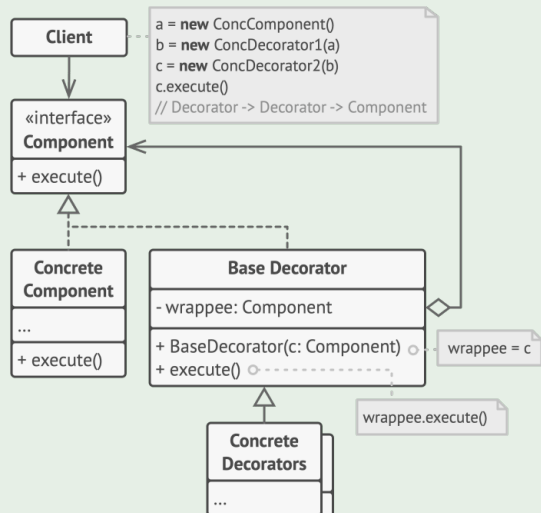 Client
a = new ConcComponent()
b = new ConcDecorator1(a)
c = new ConcDecorator2(b)
c.execute()
// Decorator -> Decorator -> Component
«interface»
Component
+ execute()
Concrete
Component
...
+ execute()
Base Decorator
- wrappee: Component
+ BaseDecorator(c: Component)
+ execute()
wrappee = c
wrappee.execute()
Concrete
Decorators
...